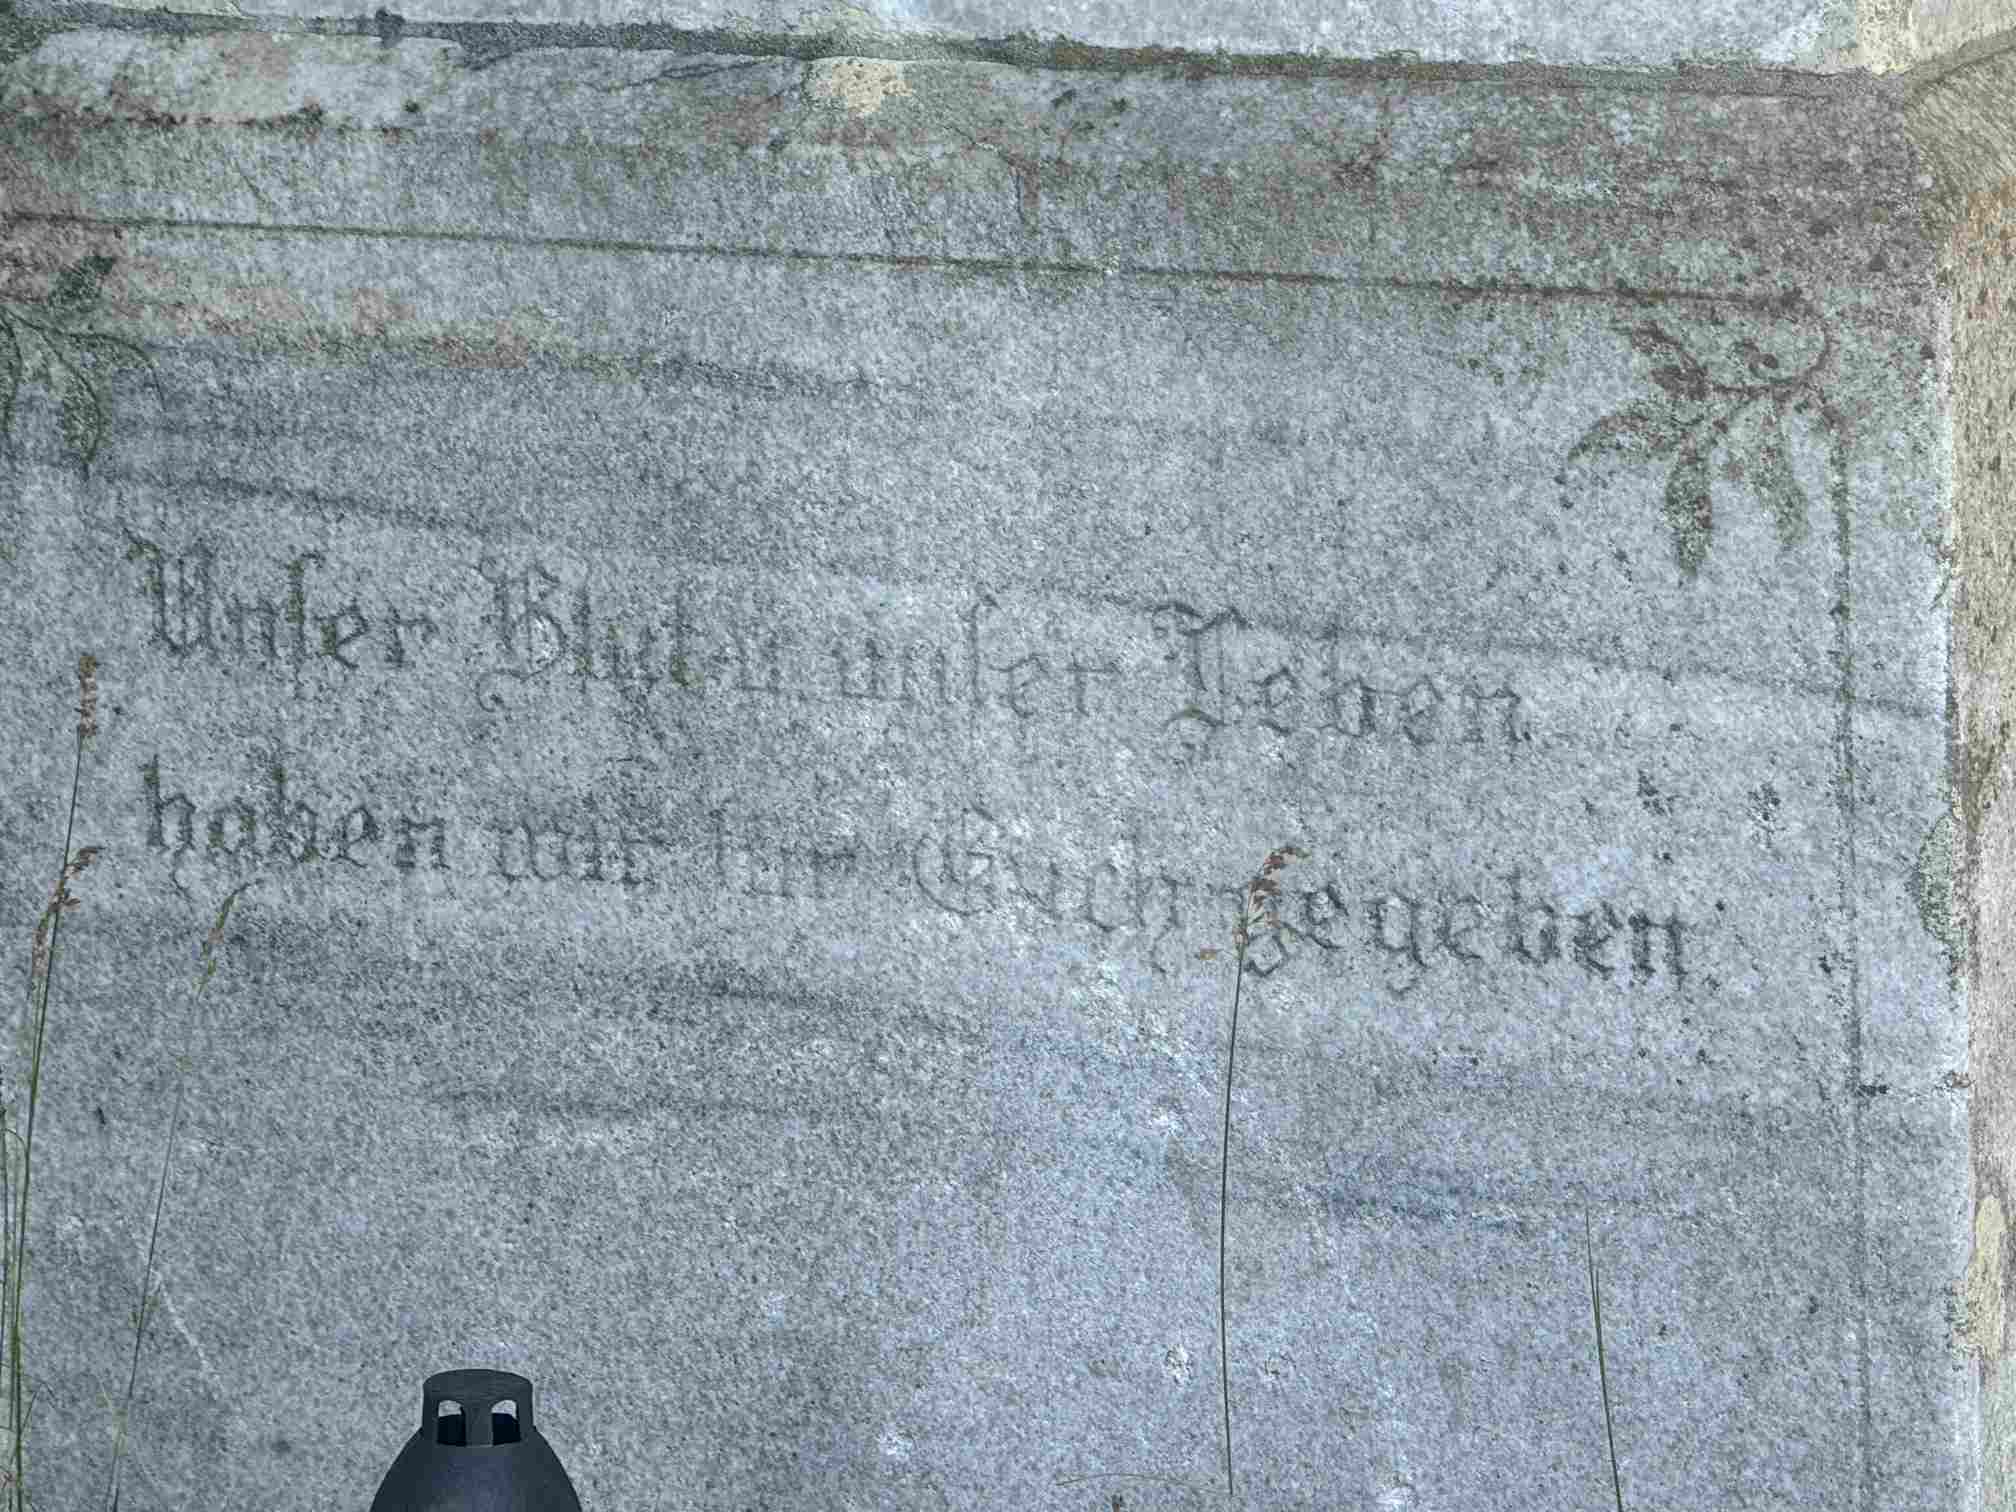 Unser Blut u. unser Leben
haben wir für Euch gegeben.